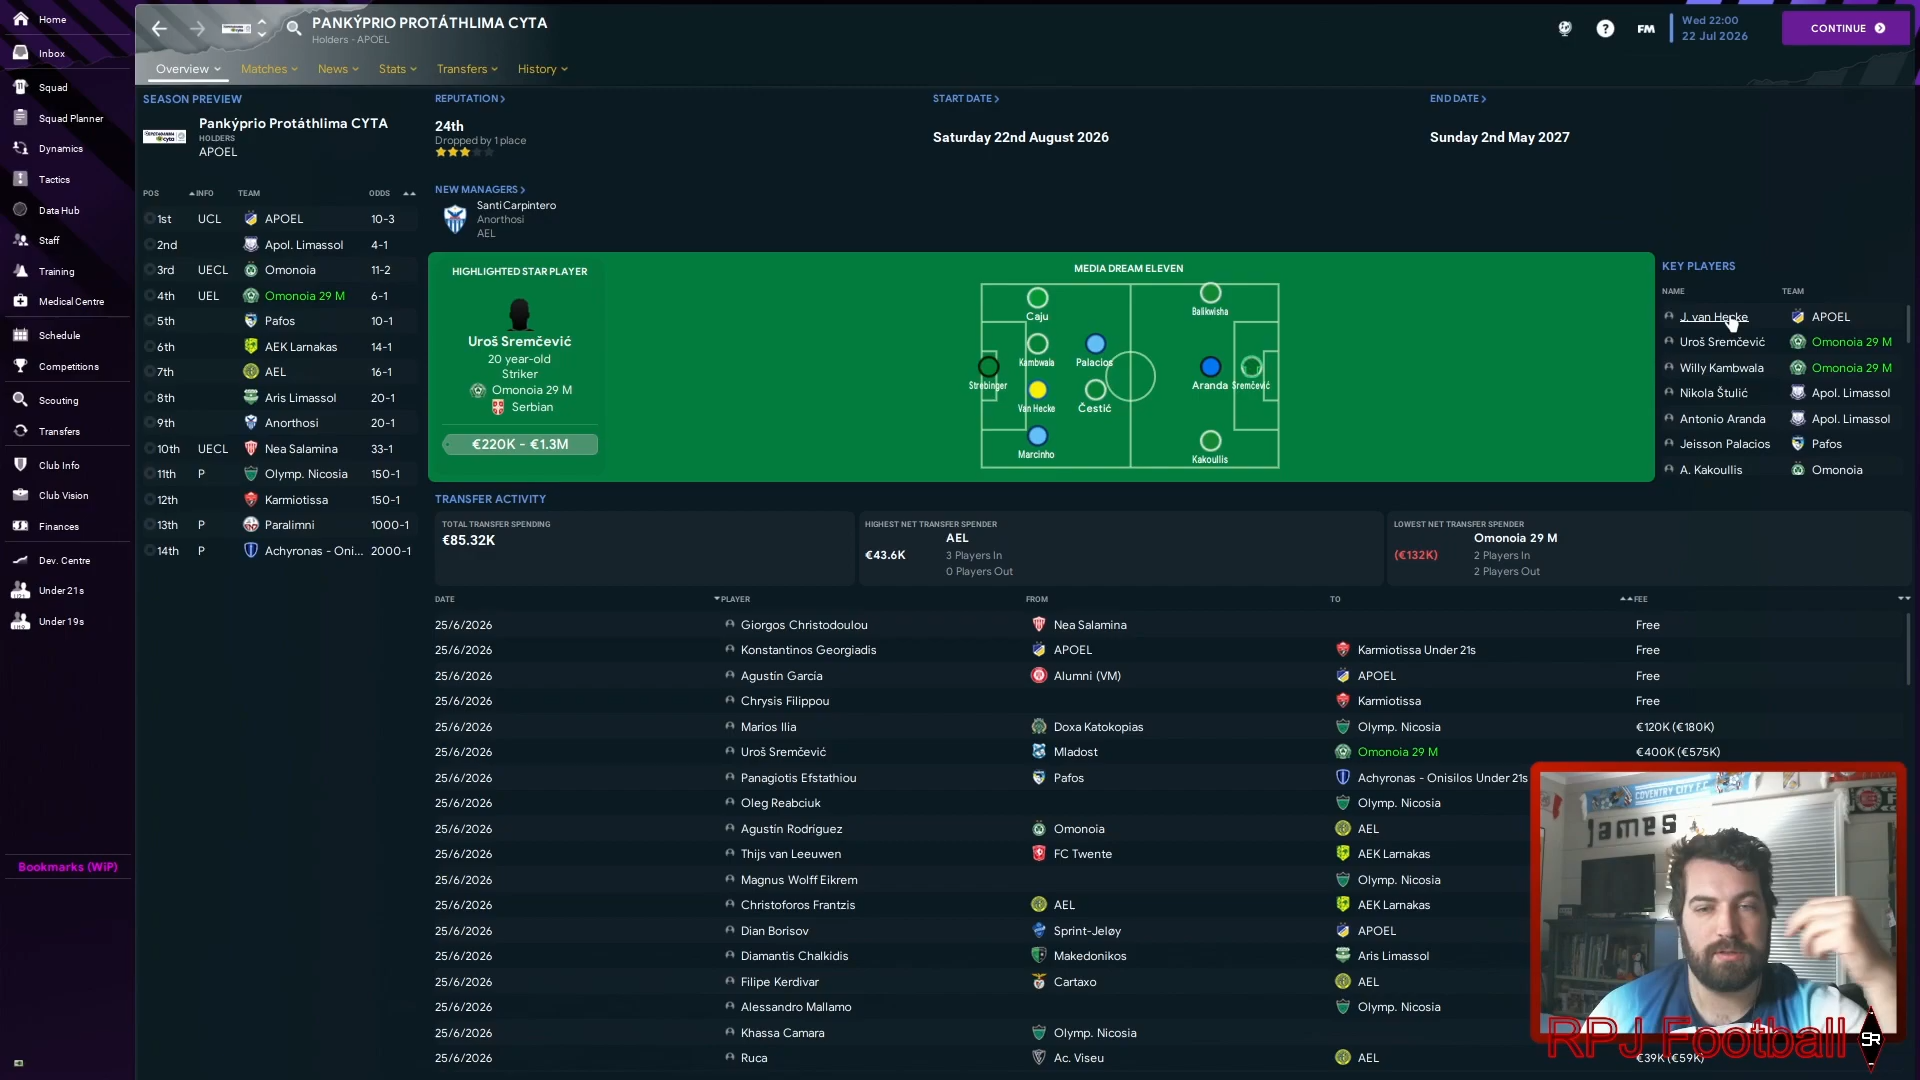 Home
Inbox
Squad
Squad Planner
Dynamics
Tactics
Data Hub
Staff
Training
Medical Centre
Schedule
Competitions
Scouting
Transfers
Club Info
Club Vision
Finances
Dev. Centre
Under 21s
Under 19s
Bookmarks (WiP)
PANKÝPRIO PROTÁTHLIMA CYTA
Holders - APOEL
FM
Wed 22:00
22 Jul 2026
CONTINUE
Overview Matches News Stats Transfers History
SEASON PREVIEW
Pankýprio Protáthlima CYTA
HOLDERS
APOEL
REPUTATION
24th
Dropped by 1 place
START DATE
Saturday 22nd August 2026
END DATE
Sunday 2nd May 2027
NEW MANAGERS
Santi Carpintero
Anorthosi
AEL
POS INFO TEAM ODDS
1st UCL APOEL 10-3
2nd Apol. Limassol 4-1
3rd UECL Omonoia 11-2
4th UEL Omonoia 29 M 6-1
5th Pafos 10-1
6th AEK Larnakas 14-1
7th AEL 16-1
8th Aris Limassol 20-1
9th Anorthosi 20-1
10th UECL Nea Salamina 33-1
11th P Olymp. Nicosia 150-1
12th Karmiotissa 150-1
13th P Paralimni 1000-1
14th P Achyronas - Oni... 2000-1
HIGHLIGHTED STAR PLAYER
Uroš Sremčević
20 year-old
Striker
Omonoia 29 M
Serbian
€220K - €1.3M
MEDIA DREAM ELEVEN
Caju
Balikwisha
Kambwala
Palacios
Strebinger
Aranda
Sremčević
Van Hecke
Čestić
Marcinho
Kakoullis
KEY PLAYERS
NAME TEAM
J. van Hecke APOEL
Uroš Sremčević Omonoia 29 M
Willy Kambwala Omonoia 29 M
Nikola Štulić Apol. Limassol
Antonio Aranda Apol. Limassol
Jeisson Palacios Pafos
A. Kakoullis Omonoia
TRANSFER ACTIVITY
TOTAL TRANSFER SPENDING
€85.32K
HIGHEST NET TRANSFER SPENDER
AEL
€43.6K
3 Players In
0 Players Out
LOWEST NET TRANSFER SPENDER
Omonoia 29 M
(€132K)
2 Players In
2 Players Out
DATE PLAYER FROM TO FEE
25/6/2026 Giorgos Christodoulou Nea Salamina Free
25/6/2026 Konstantinos Georgiadis APOEL Karmiotissa Under 21s Free
25/6/2026 Agustín García Alumni (VM) APOEL Free
25/6/2026 Chrysis Filippou Karmiotissa Free
25/6/2026 Marios Ilia Doxa Katokopias Olymp. Nicosia €120K (€180K)
25/6/2026 Uroš Sremčević Mladost Omonoia 29 M €400K (€575K)
25/6/2026 Panagiotis Efstathiou Pafos Achyronas - Onisilos Under 21s
25/6/2026 Oleg Reabciuk Olymp. Nicosia
25/6/2026 Agustín Rodríguez Omonoia AEL
25/6/2026 Thijs van Leeuwen FC Twente AEK Larnakas
25/6/2026 Magnus Wolff Eikrem Olymp. Nicosia
25/6/2026 Christoforos Frantzis AEL AEK Larnakas
25/6/2026 Dian Borisov Sprint-Jeløy APOEL
25/6/2026 Diamantis Chalkidis Makedonikos Aris Limassol
25/6/2026 Filipe Kerdivar Cartaxo AEL
25/6/2026 Alessandro Mallamo Olymp. Nicosia
25/6/2026 Khassa Camara Olymp. Nicosia
25/6/2026 Ruca Ac. Viseu AEL €39K (€59K)
COVENTRY CITY F.C.
James
RPJ Football